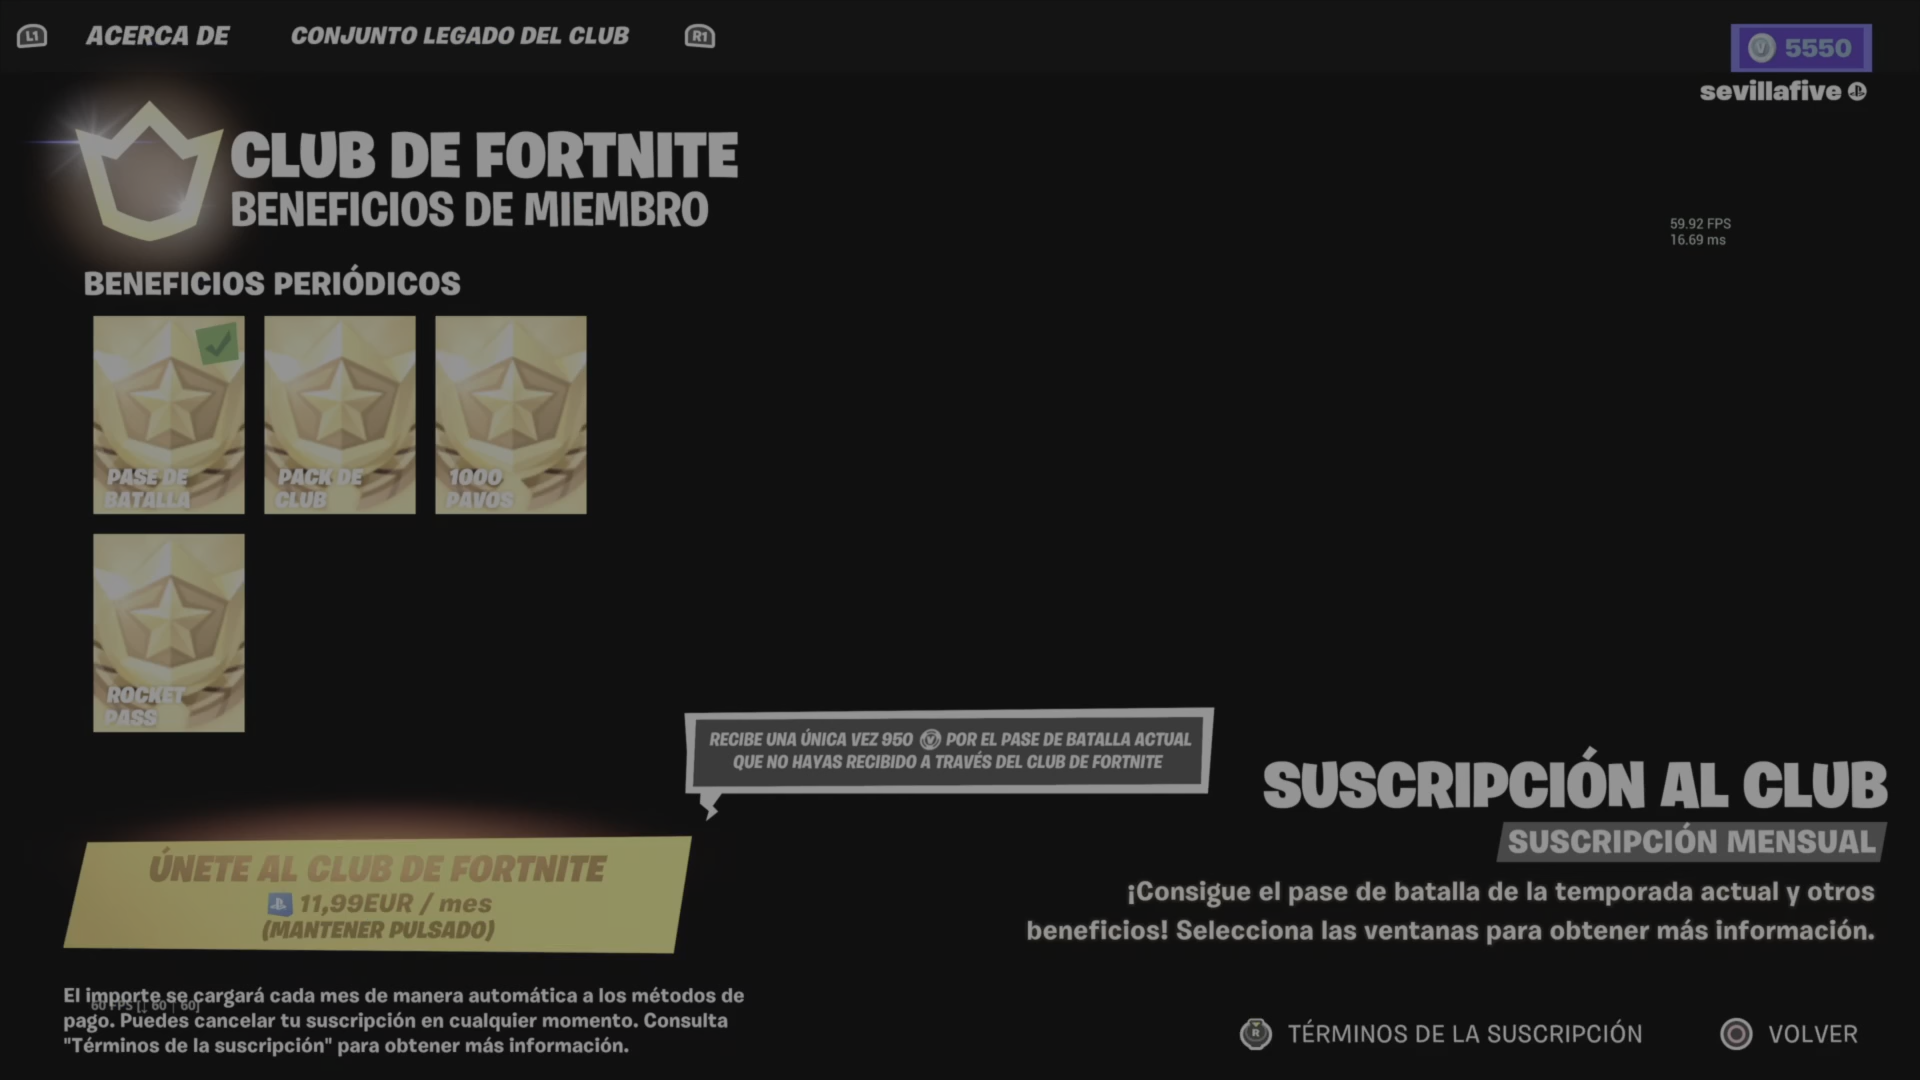 L1 ACERCA DE CONJUNTO LEGADO DEL CLUB R1
5550
sevillafive
CLUB DE FORTNITE
BENEFICIOS DE MIEMBRO
59.92 FPS
16.69 ms
BENEFICIOS PERIÓDICOS
PASE DE
BATALLA
PACK DE
CLUB
1000
PAVOS
ROCKET
PASS
RECIBE UNA ÚNICA VEZ 950 V POR EL PASE DE BATALLA ACTUAL
QUE NO HAYAS RECIBIDO A TRAVÉS DEL CLUB DE FORTNITE
ÚNETE AL CLUB DE FORTNITE
11,99EUR / mes
(MANTENER PULSADO)
SUSCRIPCIÓN AL CLUB
SUSCRIPCIÓN MENSUAL
¡Consigue el pase de batalla de la temporada actual y otros
beneficios! Selecciona las ventanas para obtener más información.
El importe se cargará cada mes de manera automática a los métodos de
60 FPS [↓ 60 ↑ 60]
pago. Puedes cancelar tu suscripción en cualquier momento. Consulta
"Términos de la suscripción" para obtener más información.
R TÉRMINOS DE LA SUSCRIPCIÓN
VOLVER